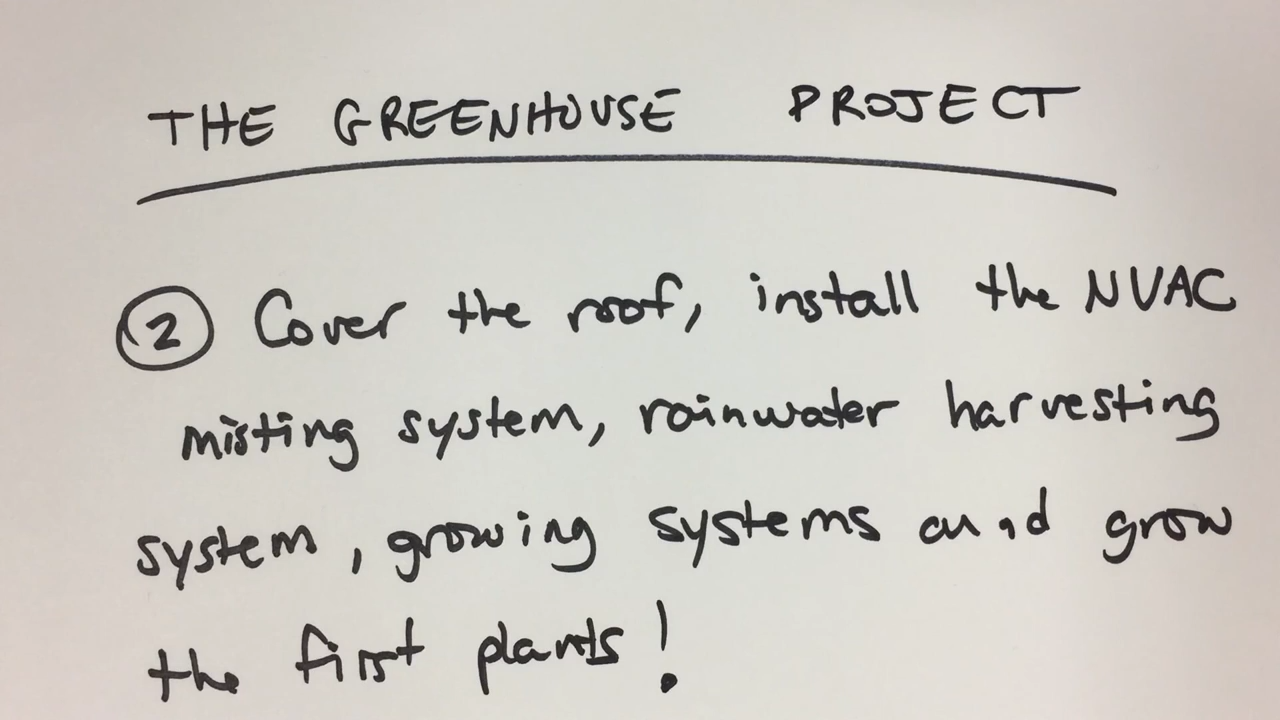 THE GREENHOUSE PROJECT
② Cover the roof, install the NVAC
misting system, rainwater harvesting
system, growing systems and grow
the first plants!